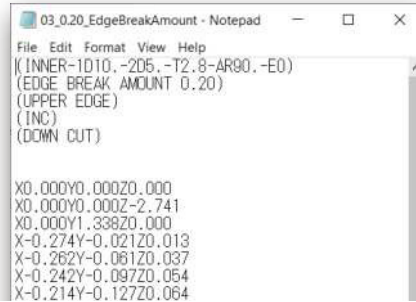 03_0.20_EdgeBreakAmount - Notepad
File Edit Format View Help
(INNER-1D10.-2D5.-T2.8-AR90.-E0)
(EDGE BREAK AMOUNT 0.20)
(UPPER EDGE)
(INC)
(DOWN CUT)
X0.000Y0.000Z0.000
X0.000Y0.000Z-2.741
X0.000Y1.338Z0.000
X-0.274Y-0.021Z0.013
X-0.262Y-0.061Z0.037
X-0.242Y-0.097Z0.054
X-0.214Y-0.127Z0.064